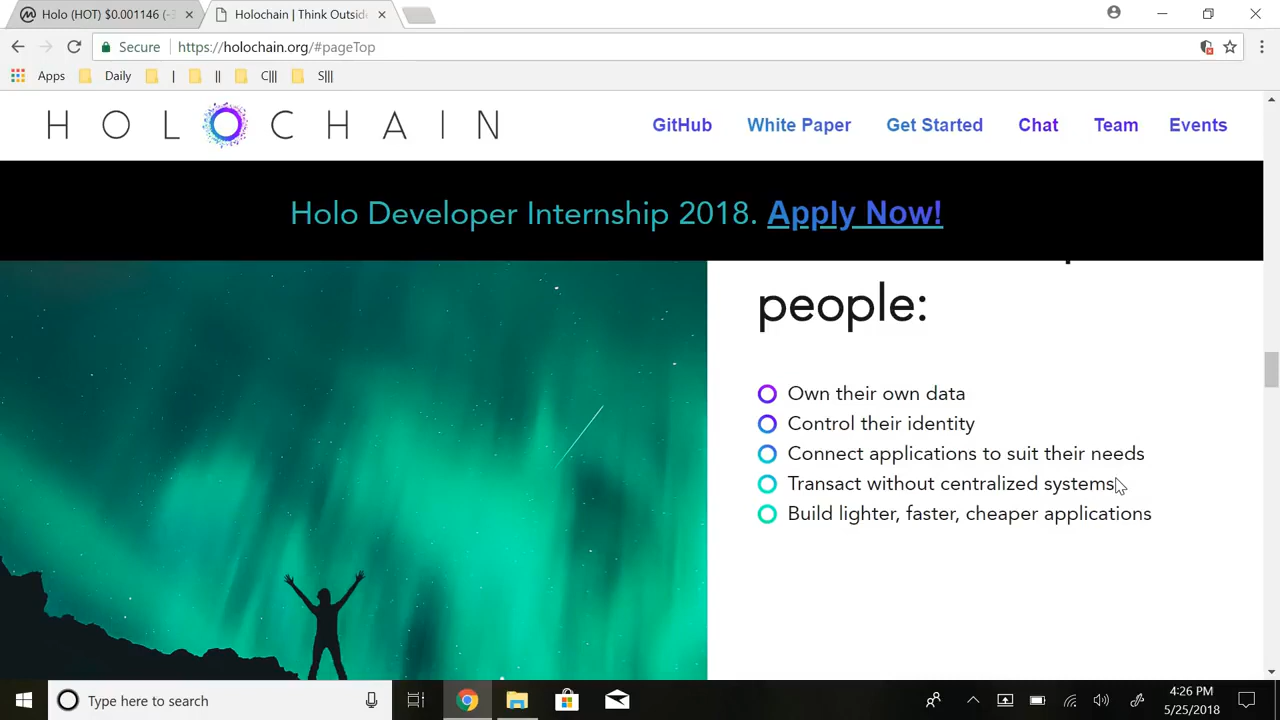 Holo (HOT) $0.001146 (-
Holochain | Think Outside
Secure
https://holochain.org/#pageTop
Apps
Daily
|
||
C|||
S|||
HOLOCHAIN
GitHub
White Paper
Get Started
Chat
Team
Events
Holo Developer Internship 2018. Apply Now!
people:
Own their own data
Control their identity
Connect applications to suit their needs
Transact without centralized systems
Build lighter, faster, cheaper applications
Type here to search
4:26 PM
5/25/2018